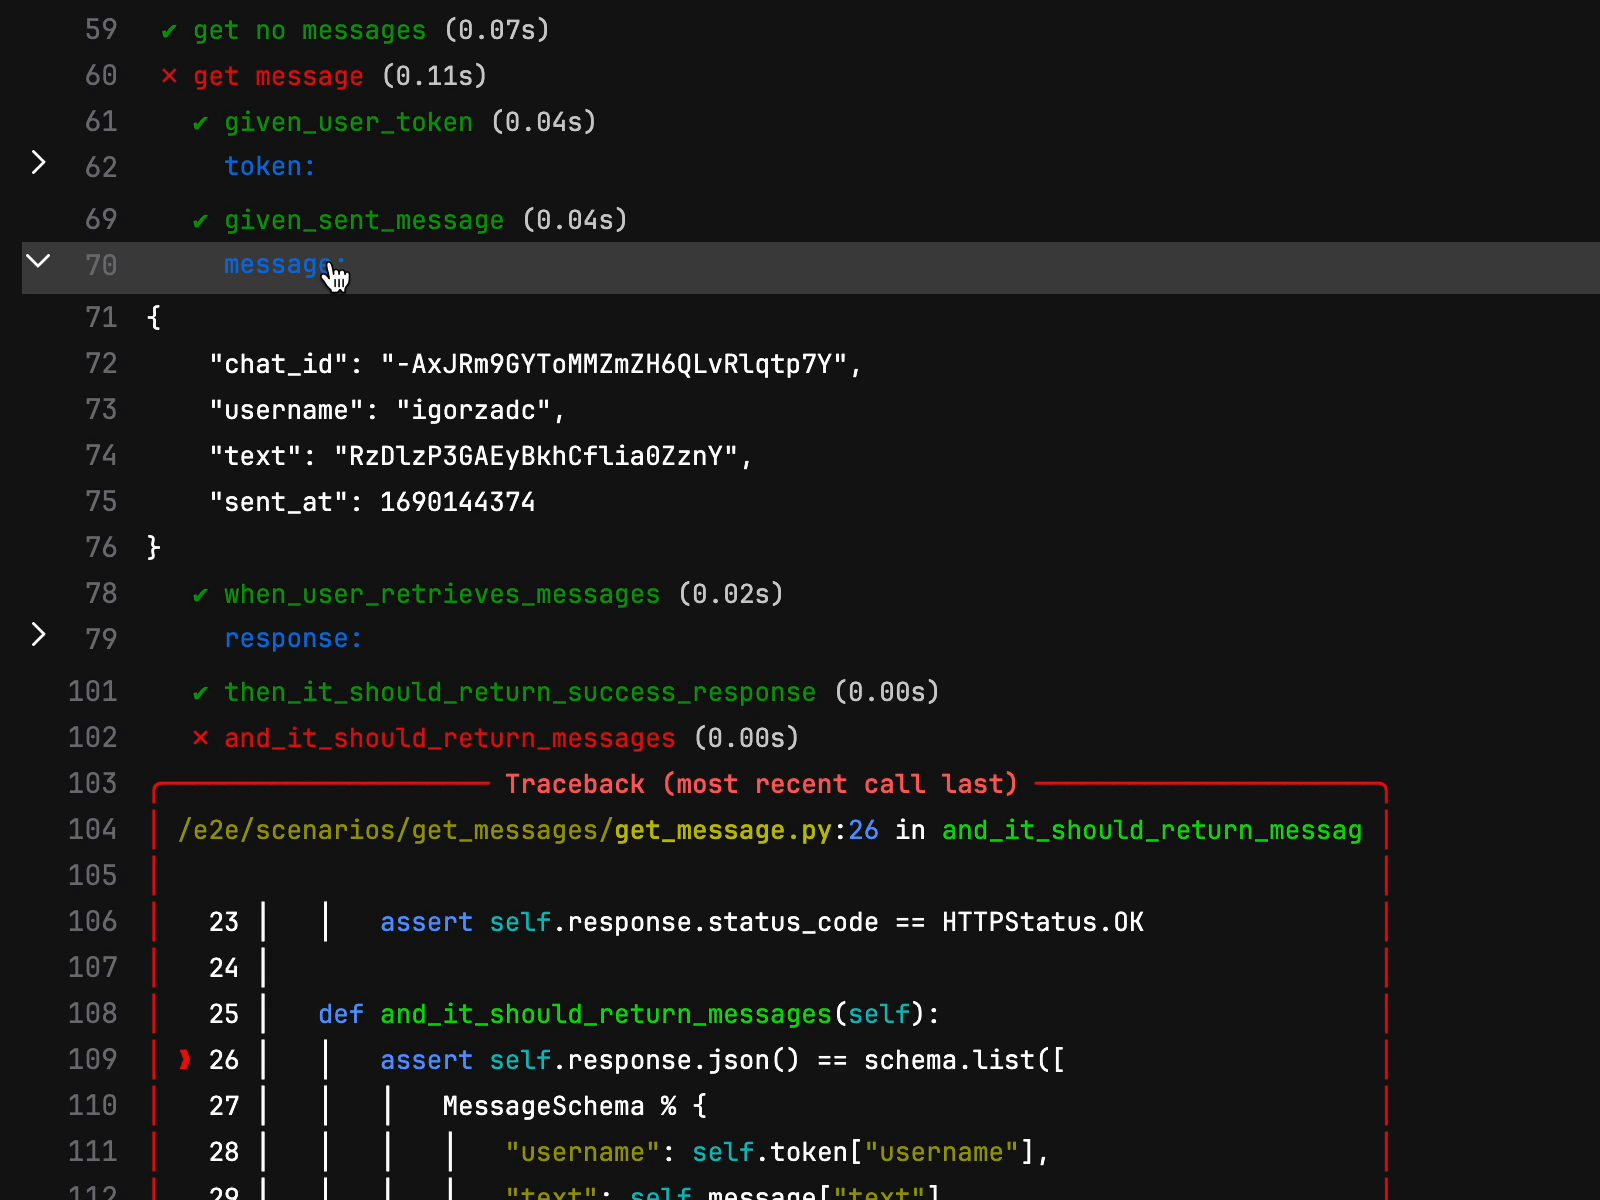 59 ✔ get no messages (0.07s)
60 ✕ get message (0.11s)
61 ✔ given_user_token (0.04s)
62 token:
69 ✔ given_sent_message (0.04s)
70 message:
71 {
72 "chat_id": "-AxJRm9GYToMMZmZH6QLvRlqtp7Y",
73 "username": "igorzadc",
74 "text": "RzDlzP3GAEyBkhCflia0ZznY",
75 "sent_at": 1690144374
76 }
78 ✔ when_user_retrieves_messages (0.02s)
79 response:
101 ✔ then_it_should_return_success_response (0.00s)
102 ✕ and_it_should_return_messages (0.00s)
103 Traceback (most recent call last)
104 /e2e/scenarios/get_messages/get_message.py:26 in and_it_should_return_messag
105
106 23 assert self.response.status_code == HTTPStatus.OK
107 24
108 25 def and_it_should_return_messages(self):
109 ❱ 26 assert self.response.json() == schema.list([
110 27 MessageSchema % {
111 28 "username": self.token["username"],
112 29 "text": self.message["text"]